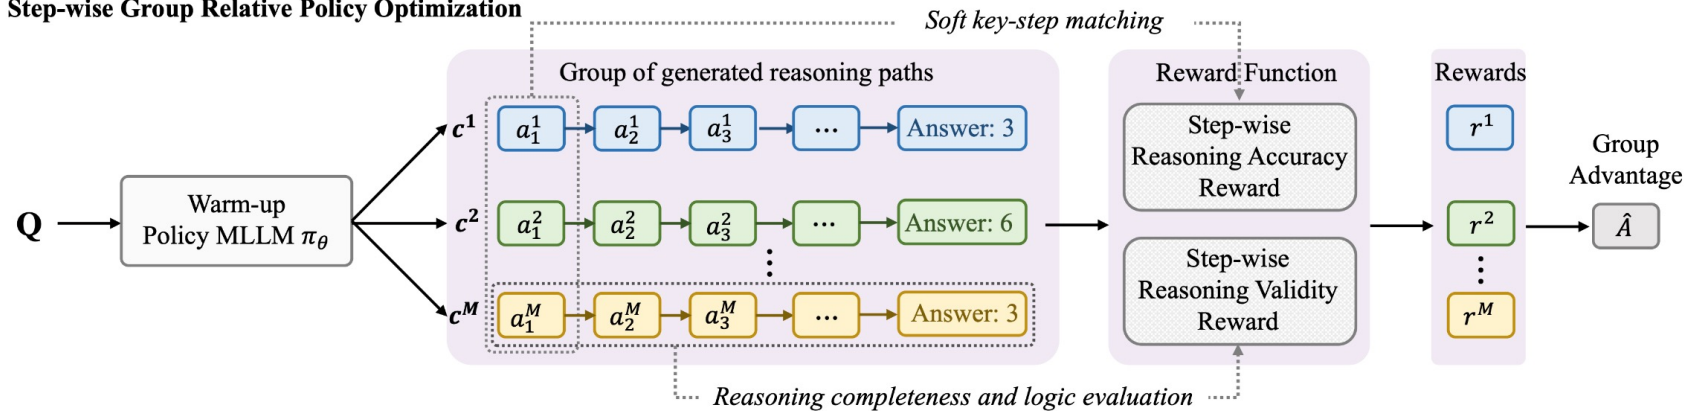 Step-wise Group Relative Policy Optimization
Soft key-step matching
Group of generated reasoning paths
Reward Function
Rewards
Q
Warm-up
Policy MLLM π_θ
c^1
a_1^1
a_2^1
a_3^1
...
Answer: 3
c^2
a_1^2
a_2^2
a_3^2
...
Answer: 6
⋮
c^M
a_1^M
a_2^M
a_3^M
...
Answer: 3
Step-wise
Reasoning Accuracy
Reward
Step-wise
Reasoning Validity
Reward
r^1
r^2
⋮
r^M
Group
Advantage
Â
Reasoning completeness and logic evaluation